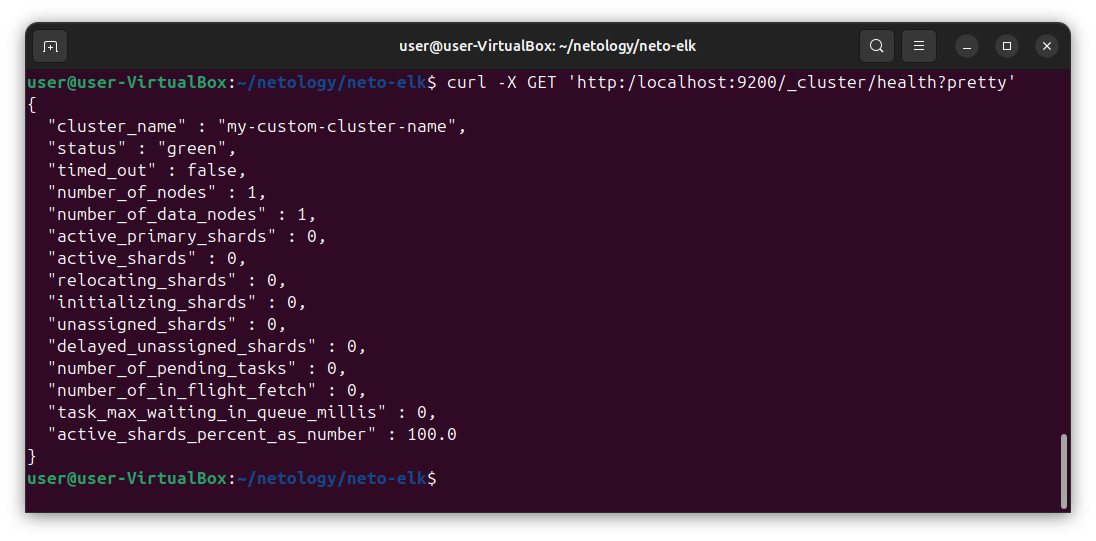 user@user-VirtualBox: ~/netology/neto-elk
user@user-VirtualBox:~/netology/neto-elk$ curl -X GET 'http:/localhost:9200/_cluster/health?pretty'
{
  "cluster_name" : "my-custom-cluster-name",
  "status" : "green",
  "timed_out" : false,
  "number_of_nodes" : 1,
  "number_of_data_nodes" : 1,
  "active_primary_shards" : 0,
  "active_shards" : 0,
  "relocating_shards" : 0,
  "initializing_shards" : 0,
  "unassigned_shards" : 0,
  "delayed_unassigned_shards" : 0,
  "number_of_pending_tasks" : 0,
  "number_of_in_flight_fetch" : 0,
  "task_max_waiting_in_queue_millis" : 0,
  "active_shards_percent_as_number" : 100.0
}
user@user-VirtualBox:~/netology/neto-elk$